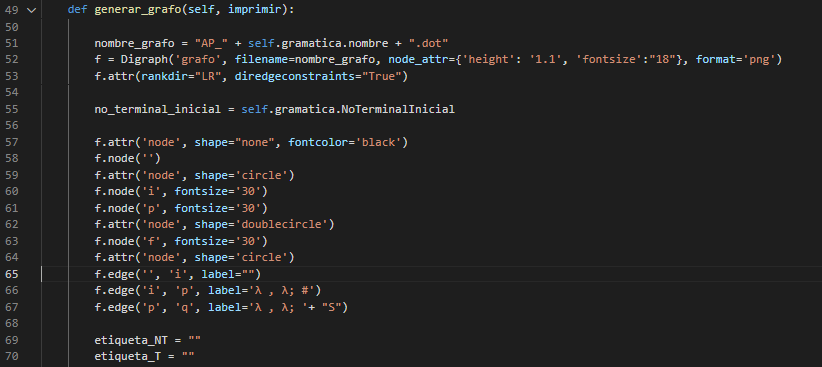 49 def generar_grafo(self, imprimir):
50
51 nombre_grafo = "AP_" + self.gramatica.nombre + ".dot"
52 f = Digraph('grafo', filename=nombre_grafo, node_attr={'height': '1.1', 'fontsize':"18"}, format='png')
53 f.attr(rankdir="LR", diredgeconstraints="True")
54
55 no_terminal_inicial = self.gramatica.NoTerminalInicial
56
57 f.attr('node', shape="none", fontcolor='black')
58 f.node('')
59 f.attr('node', shape='circle')
60 f.node('i', fontsize='30')
61 f.node('p', fontsize='30')
62 f.attr('node', shape='doublecircle')
63 f.node('f', fontsize='30')
64 f.attr('node', shape='circle')
65 f.edge('', 'i', label="")
66 f.edge('i', 'p', label='λ , λ; #')
67 f.edge('p', 'q', label='λ , λ; '+ "S")
68
69 etiqueta_NT = ""
70 etiqueta_T = ""